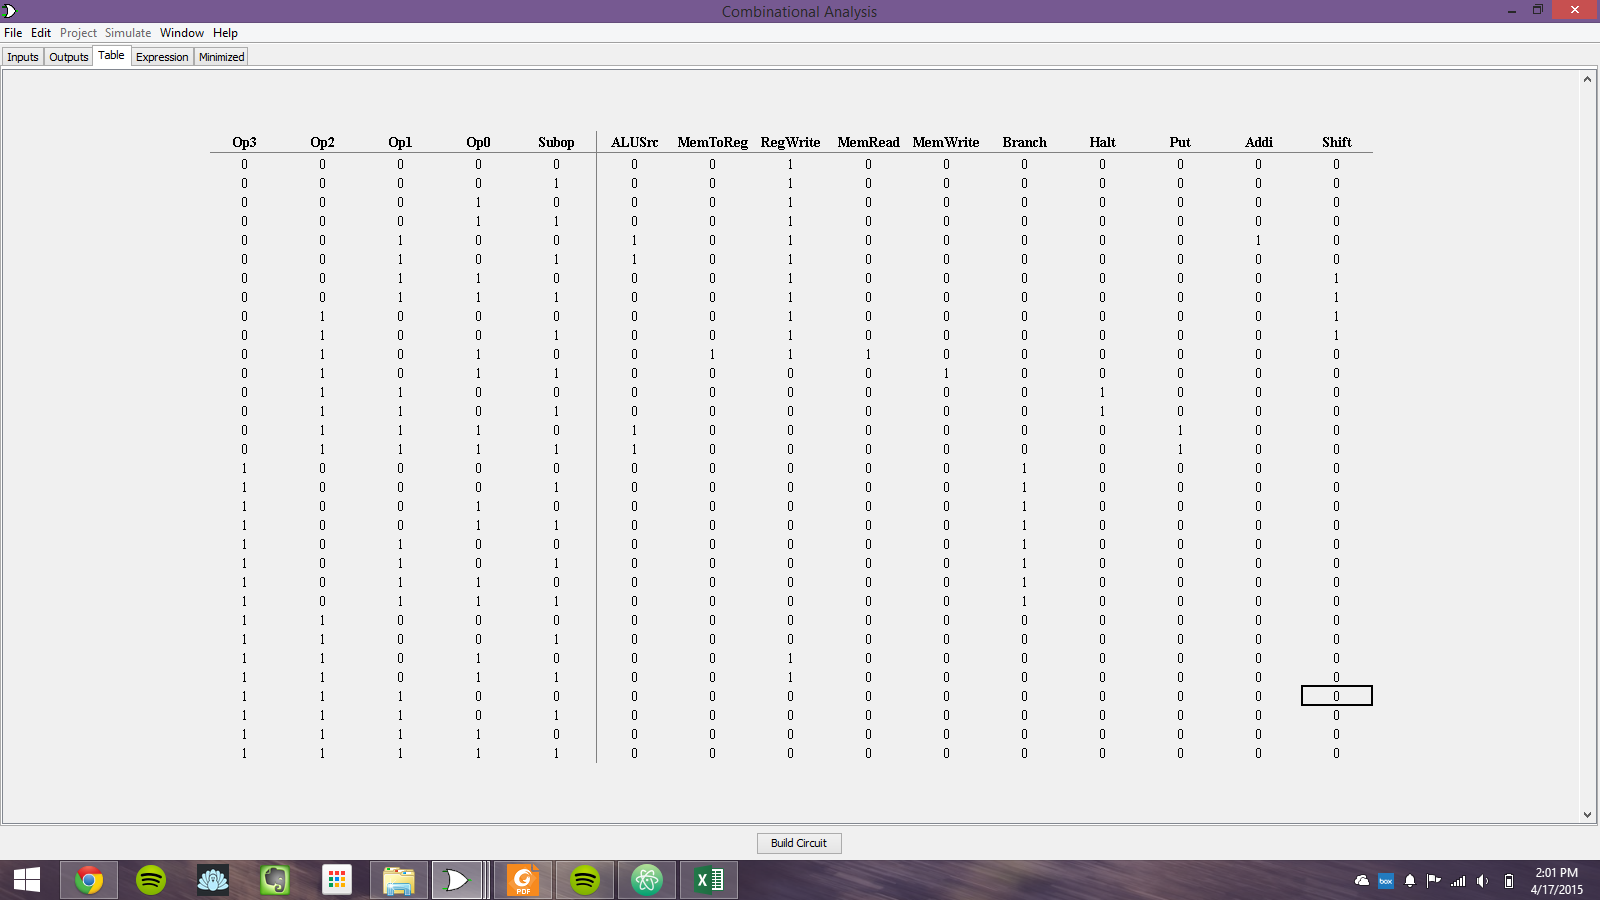 Combinational Analysis
File Edit Project Simulate Window Help
Inputs Outputs Table Expression Minimized
Op3 Op2 Op1 Op0 Subop ALUSrc MemToReg RegWrite MemRead MemWrite Branch Halt Put Addi Shift
0 0 0 0 0 0 0 1 0 0 0 0 0 0 0
0 0 0 0 1 0 0 1 0 0 0 0 0 0 0
0 0 0 1 0 0 0 1 0 0 0 0 0 0 0
0 0 0 1 1 0 0 1 0 0 0 0 0 0 0
0 0 1 0 0 1 0 1 0 0 0 0 0 1 0
0 0 1 0 1 1 0 1 0 0 0 0 0 0 0
0 0 1 1 0 0 0 1 0 0 0 0 0 0 1
0 0 1 1 1 0 0 1 0 0 0 0 0 0 1
0 1 0 0 0 0 0 1 0 0 0 0 0 0 1
0 1 0 0 1 0 0 1 0 0 0 0 0 0 1
0 1 0 1 0 0 1 1 1 0 0 0 0 0 0
0 1 0 1 1 0 0 0 0 1 0 0 0 0 0
0 1 1 0 0 0 0 0 0 0 0 1 0 0 0
0 1 1 0 1 0 0 0 0 0 0 1 0 0 0
0 1 1 1 0 1 0 0 0 0 0 0 1 0 0
0 1 1 1 1 1 0 0 0 0 0 0 1 0 0
1 0 0 0 0 0 0 0 0 0 1 0 0 0 0
1 0 0 0 1 0 0 0 0 0 1 0 0 0 0
1 0 0 1 0 0 0 0 0 0 1 0 0 0 0
1 0 0 1 1 0 0 0 0 0 1 0 0 0 0
1 0 1 0 0 0 0 0 0 0 1 0 0 0 0
1 0 1 0 1 0 0 0 0 0 1 0 0 0 0
1 0 1 1 0 0 0 0 0 0 1 0 0 0 0
1 0 1 1 1 0 0 0 0 0 1 0 0 0 0
1 1 0 0 0 0 0 0 0 0 0 0 0 0 0
1 1 0 0 1 0 0 0 0 0 0 0 0 0 0
1 1 0 1 0 0 0 1 0 0 0 0 0 0 0
1 1 0 1 1 0 0 1 0 0 0 0 0 0 0
1 1 1 0 0 0 0 0 0 0 0 0 0 0 0
1 1 1 0 1 0 0 0 0 0 0 0 0 0 0
1 1 1 1 0 0 0 0 0 0 0 0 0 0 0
1 1 1 1 1 0 0 0 0 0 0 0 0 0 0
Build Circuit
PDF
box
2:01 PM
4/17/2015